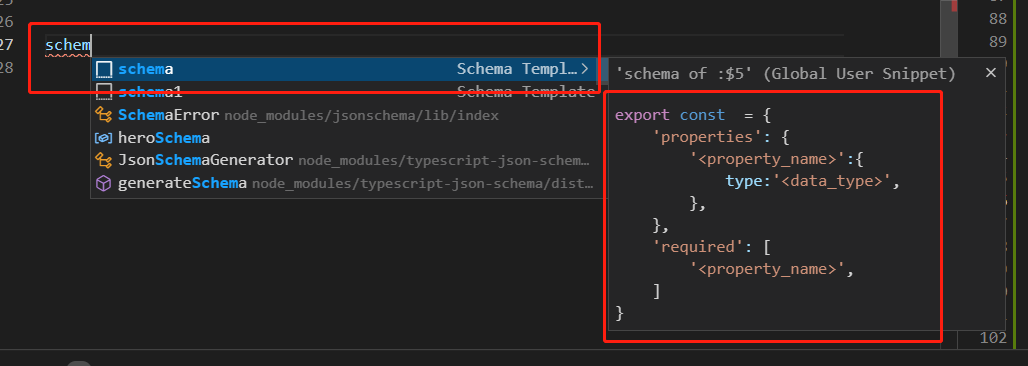 25
88
26
89
27 schem
schema Schema Templ…>
'schema of :$5' (Global User Snippet) ×
28
schema1 Schema Template
SchemaError node_modules/jsonschema/lib/index
heroSchema
JsonSchemaGenerator node_modules/typescript-json-schem…
generateSchema node_modules/typescript-json-schema/dist…
export const  = {
'properties': {
'<property_name>':{
type:'<data_type>',
},
},
'required': [
'<property_name>',
]
}
102